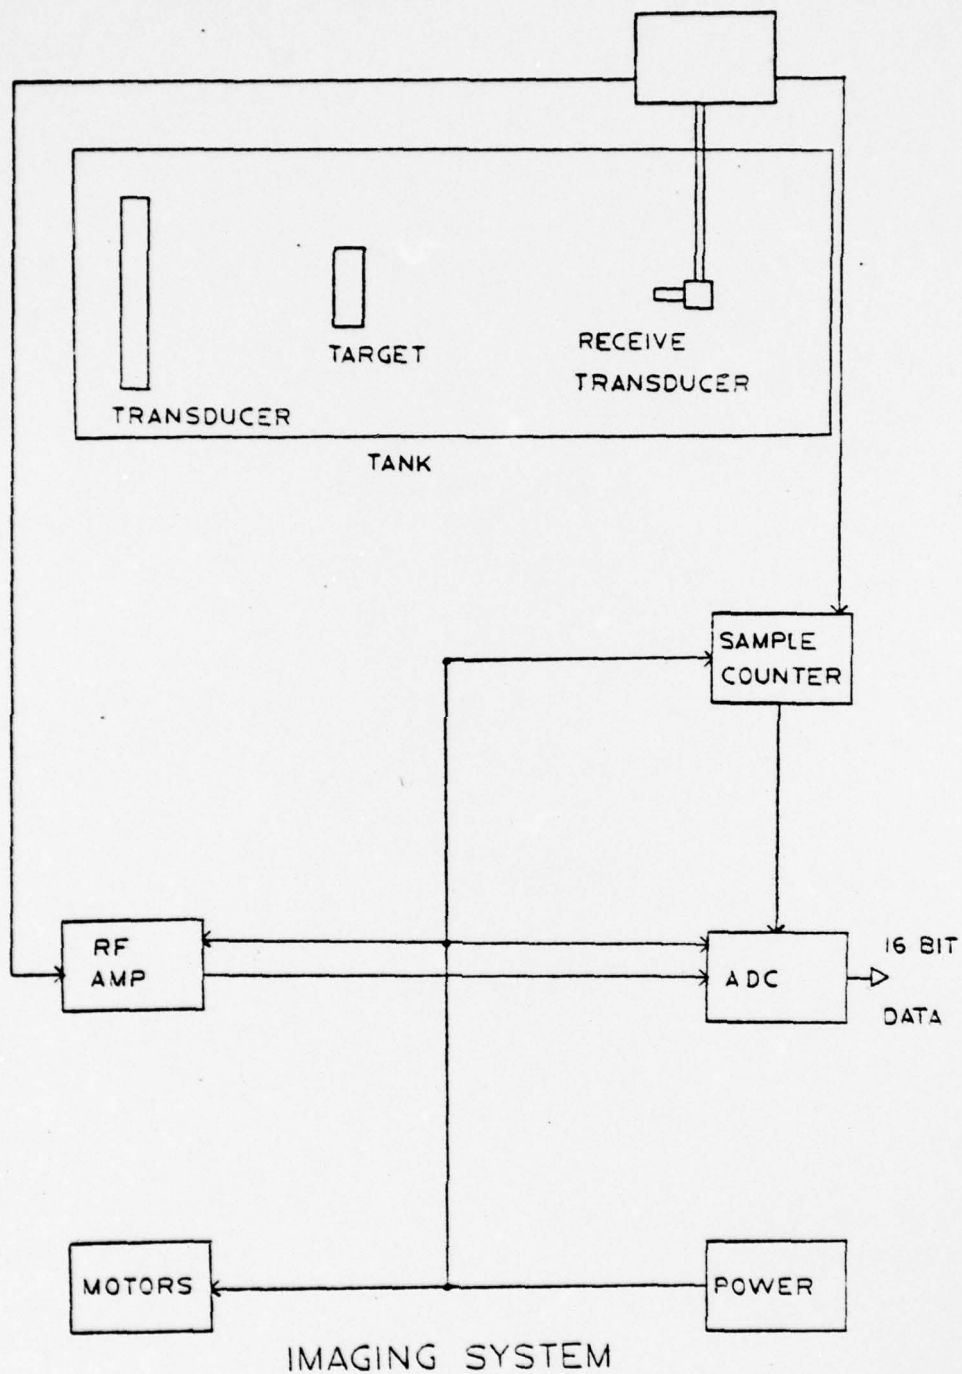 TARGET
RECEIVE
TRANSDUCER
TRANSDUCER
TANK
SAMPLE
COUNTER
RF
AMP
ADC
16 BIT
DATA
MOTORS
POWER
IMAGING SYSTEM